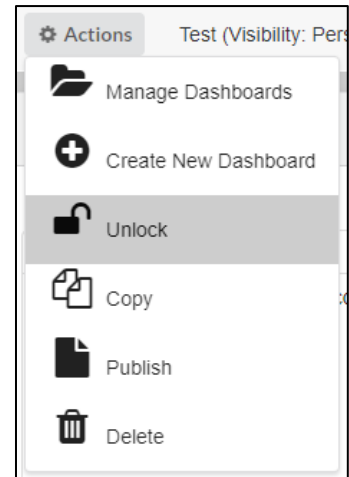 Actions Test (Visibility: Pers
Manage Dashboards
Create New Dashboard
Unlock
Copy
Publish
Delete